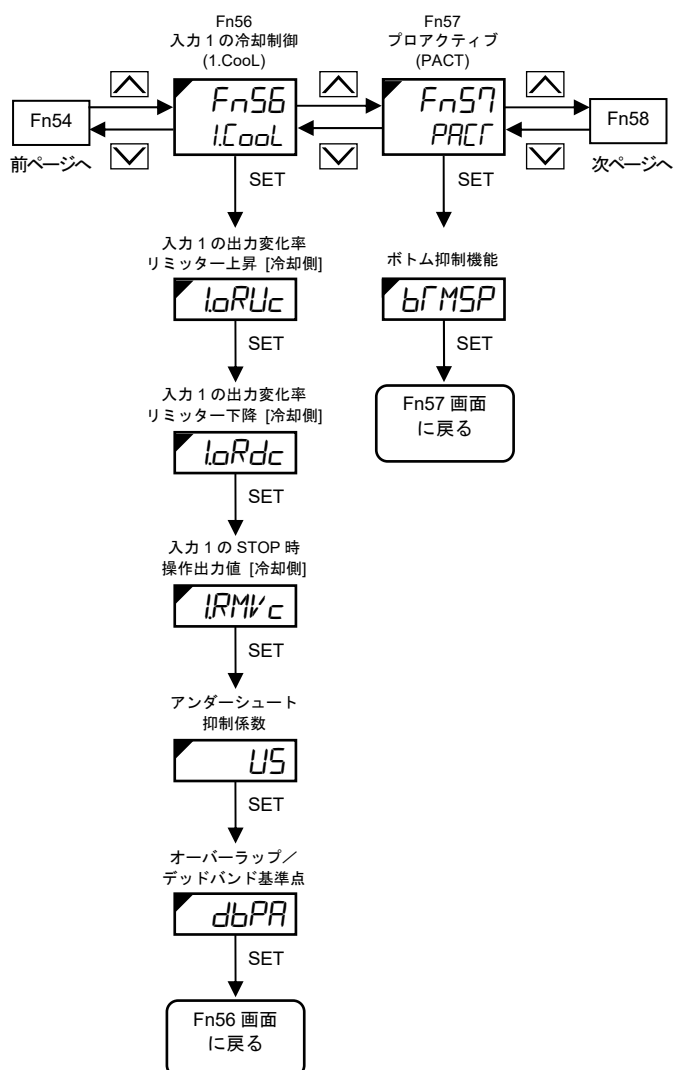 Fn56
入力 1 の冷却制御
(1.CooL)
Fn57
プロアクティブ
(PACT)
Fn54
前ページへ
Fn56
1.CooL
Fn57
PACT
Fn58
次ページへ
SET
SET
入力 1 の出力変化率
リミッター上昇 [冷却側]
1.oRUc
SET
ボトム抑制機能
bTMSP
SET
Fn57 画面
に戻る
入力 1 の出力変化率
リミッター下降 [冷却側]
1.oRdc
SET
入力 1 の STOP 時
操作出力値 [冷却側]
1.RMVc
SET
アンダーシュート
抑制係数
US
SET
オーバーラップ／
デッドバンド基準点
dbPA
SET
Fn56 画面
に戻る